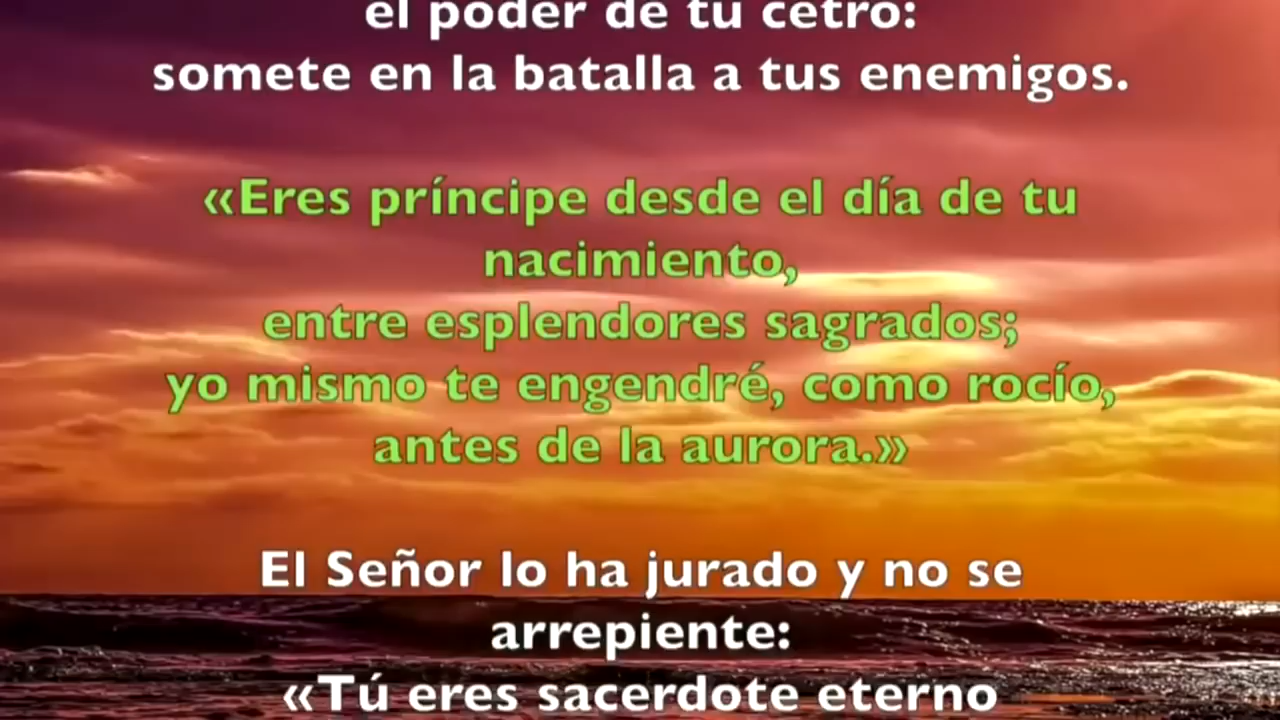 el poder de tu cetro:
somete en la batalla a tus enemigos.
«Eres príncipe desde el día de tu
nacimiento,
entre esplendores sagrados;
yo mismo te engendré, como rocío,
antes de la aurora.»
El Señor lo ha jurado y no se
arrepiente:
«Tú eres sacerdote eterno